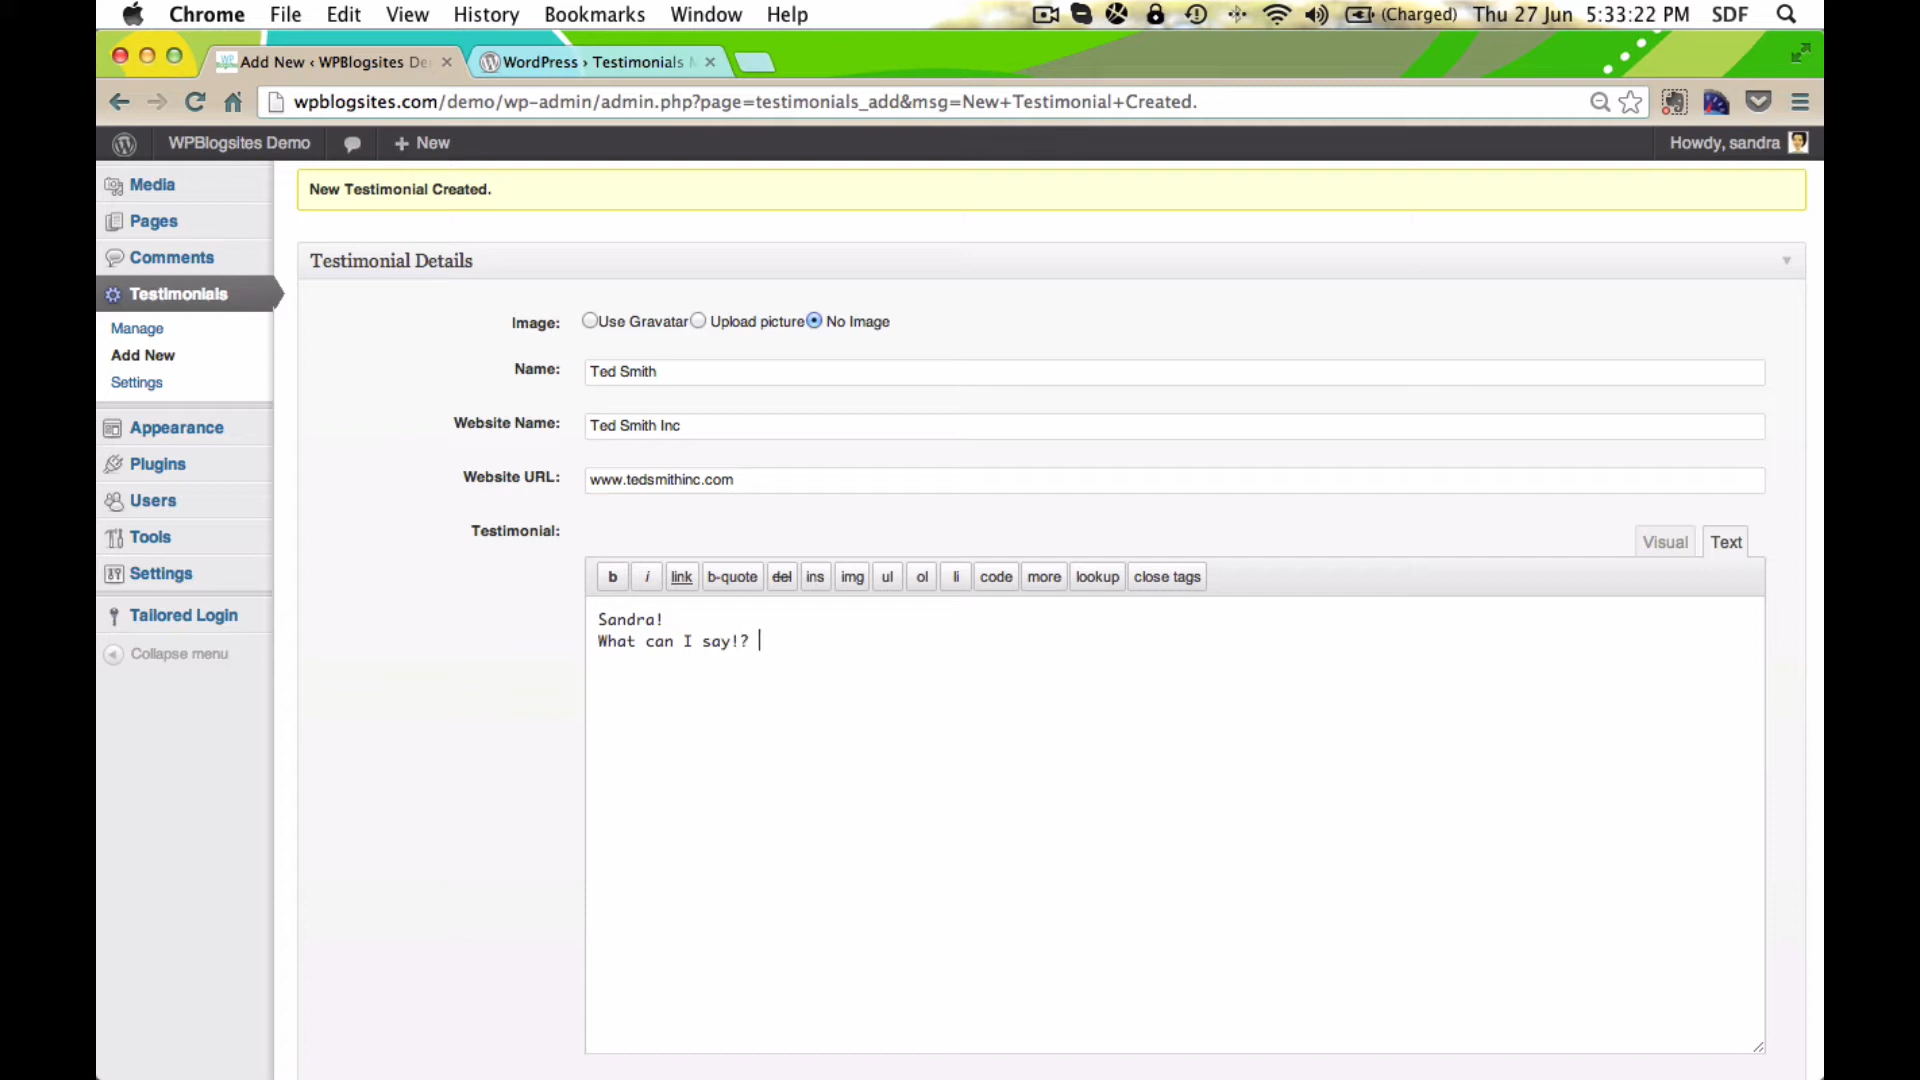 Chrome File Edit View History Bookmarks Window Help (Charged) Thu 27 Jun 5:33:22 PM SDF
Add New ‹ WPBlogsites De WordPress › Testimonials
wpblogsites.com/demo/wp-admin/admin.php?page=testimonials_add&msg=New+Testimonial+Created.
WPBlogsites Demo + New Howdy, sandra
Media
Pages
Comments
Testimonials
Manage
Add New
Settings
Appearance
Plugins
Users
Tools
Settings
Tailored Login
Collapse menu
New Testimonial Created.
Testimonial Details
Image: Use Gravatar Upload picture No Image
Name: Ted Smith
Website Name: Ted Smith Inc
Website URL: www.tedsmithinc.com
Testimonial:
Visual Text
b i link b-quote del ins img ul ol li code more lookup close tags
Sandra!
What can I say!?